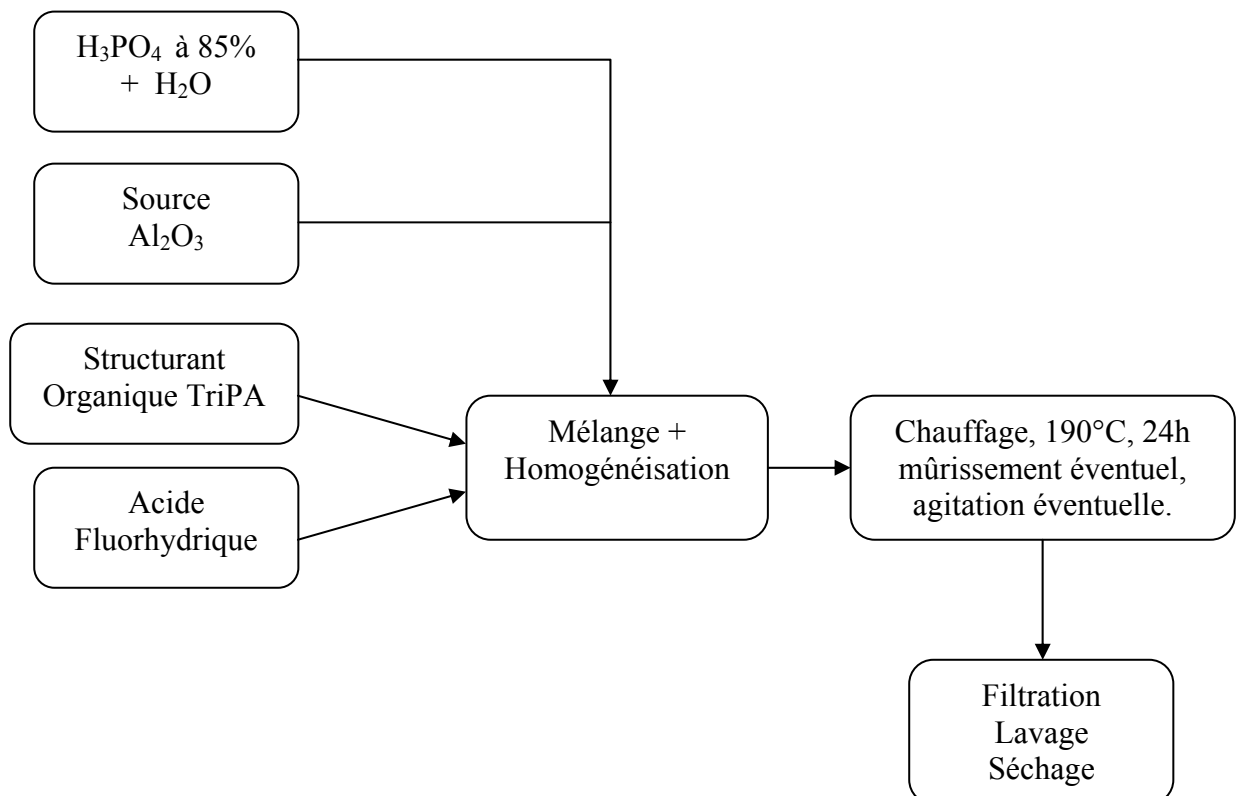 H₃PO₄ à 85%
+ H₂O
Source
Al₂O₃
Structurant
Organique TriPA
Acide
Fluorhydrique
Mélange +
Homogénéisation
Chauffage, 190°C, 24h
mûrissement éventuel,
agitation éventuelle.
Filtration
Lavage
Séchage